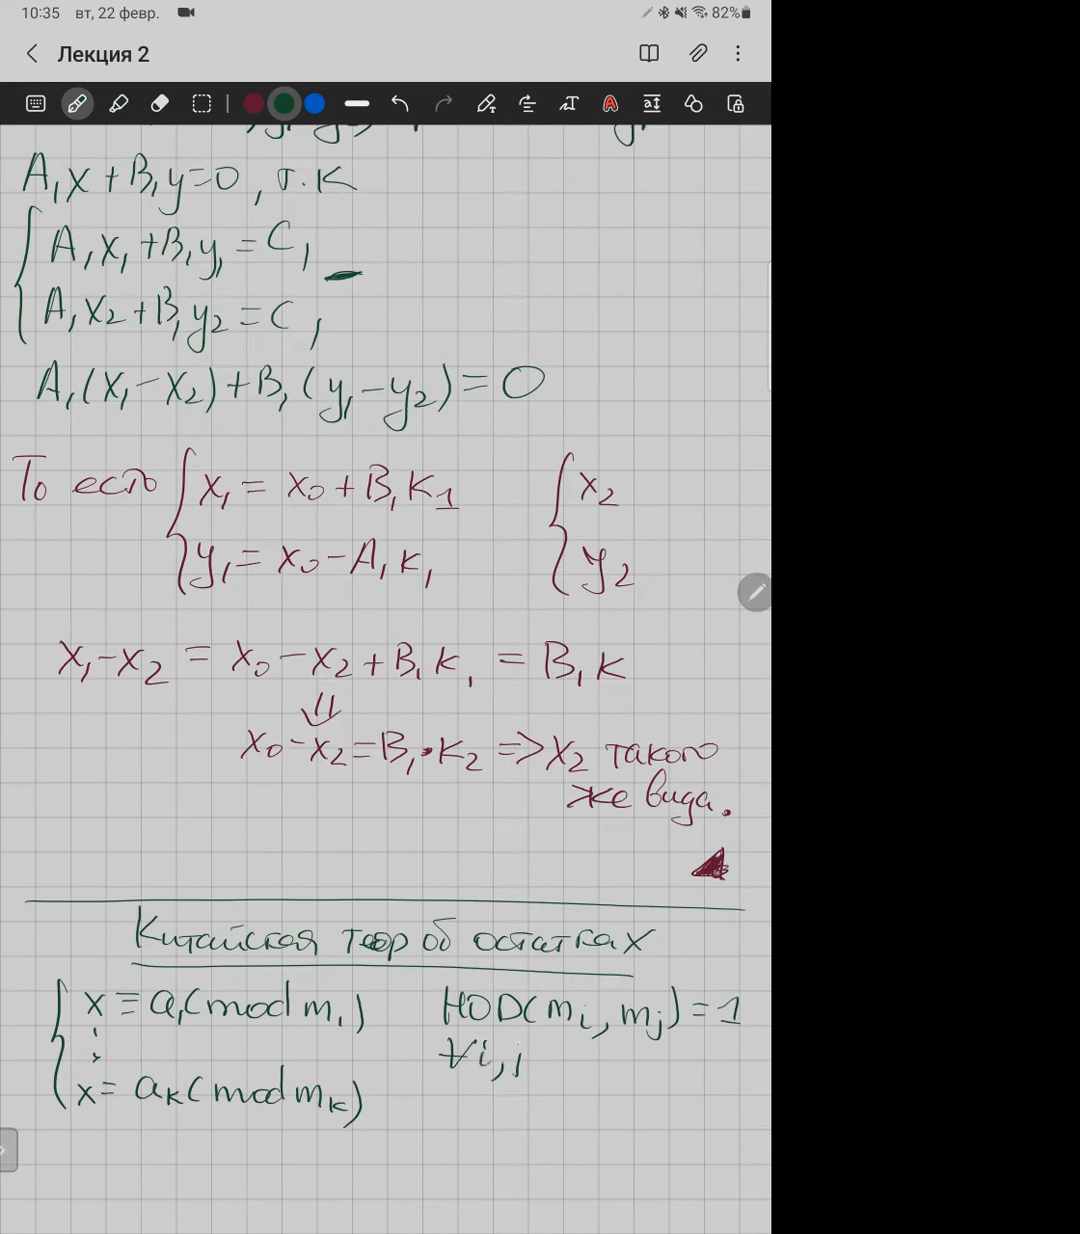 10:35 вт, 22 февр. 82%
Лекция 2
A₁x + B₁y = 0, т.к
A₁x₁ + B₁y₁ = C₁
A₁x₂ + B₁y₂ = C₁
A₁(x₁ - x₂) + B₁(y₁ - y₂) = 0
То есть { x₁ = x₀ + B₁k₁ { x₂
y₁ = x₀ - A₁k₁ y₂
x₁ - x₂ = x₀ - x₂ + B₁k₁ = B₁k
⇓
x₀ - x₂ = B₁·k₂ => x₂ такого
же вида.
Китайская теор об остатках
x ≡ a₁(mod m₁) НОD(mᵢ, mⱼ) = 1
⋮ ∀i, j
x = aₖ(mod mₖ)